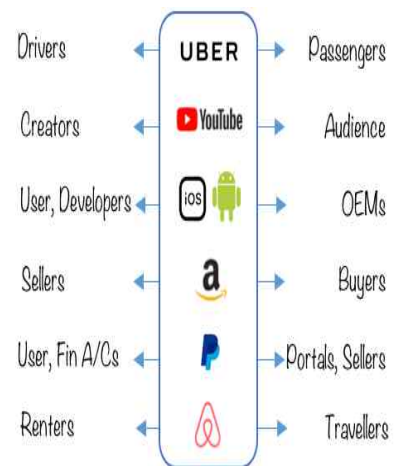 Drivers UBER Passengers
Creators YouTube Audience
User, Developers iOS OEMs
Sellers a Buyers
User, Fin A/Cs P Portals, Sellers
Renters Travellers